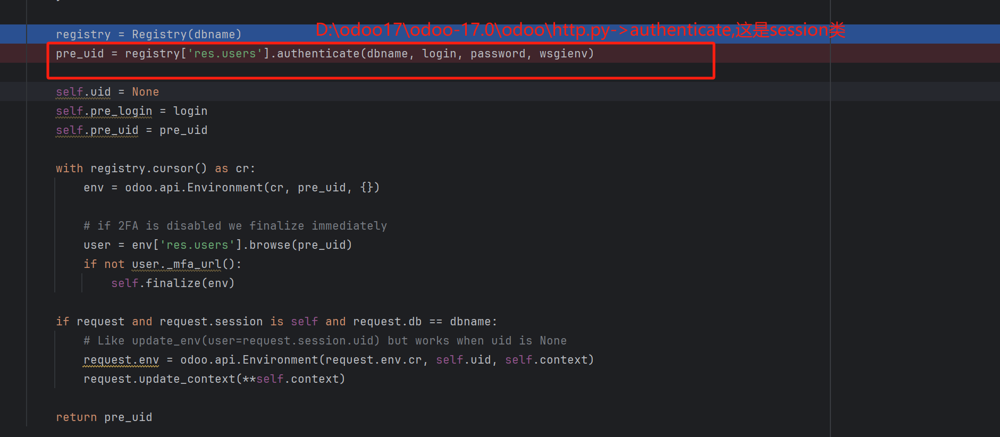 registry = Registry(dbname)
D:\odoo17\odoo-17.0\odoo\http.py->authenticate,这是session类
pre_uid = registry['res.users'].authenticate(dbname, login, password, wsgienv)
self.uid = None
self.pre_login = login
self.pre_uid = pre_uid
with registry.cursor() as cr:
env = odoo.api.Environment(cr, pre_uid, {})
# if 2FA is disabled we finalize immediately
user = env['res.users'].browse(pre_uid)
if not user._mfa_url():
self.finalize(env)
if request and request.session is self and request.db == dbname:
# Like update_env(user=request.session.uid) but works when uid is None
request.env = odoo.api.Environment(request.env.cr, self.uid, self.context)
request.update_context(**self.context)
return pre_uid